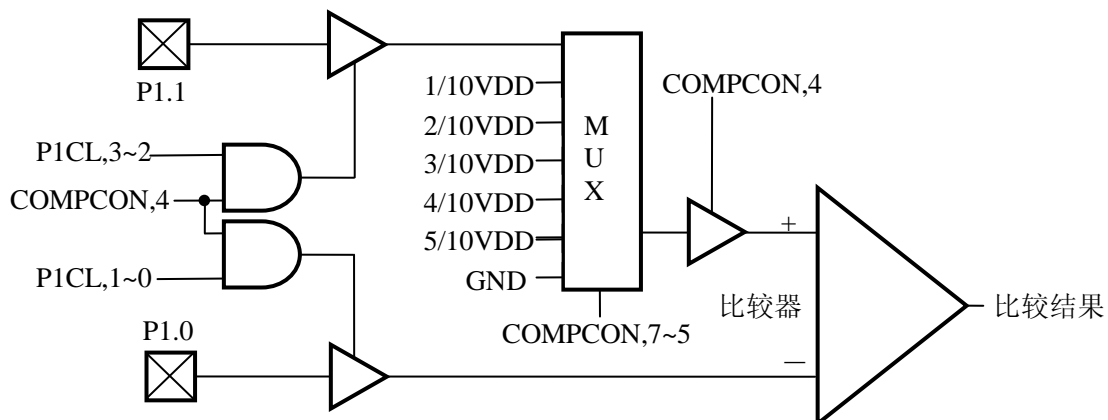 P1.1
1/10VDD
COMPCON,4
2/10VDD
M
U
X
P1CL,3~2
3/10VDD
COMPCON,4
4/10VDD
5/10VDD
+
P1CL,1~0
GND
比较器
比较结果
COMPCON,7~5
P1.0
—